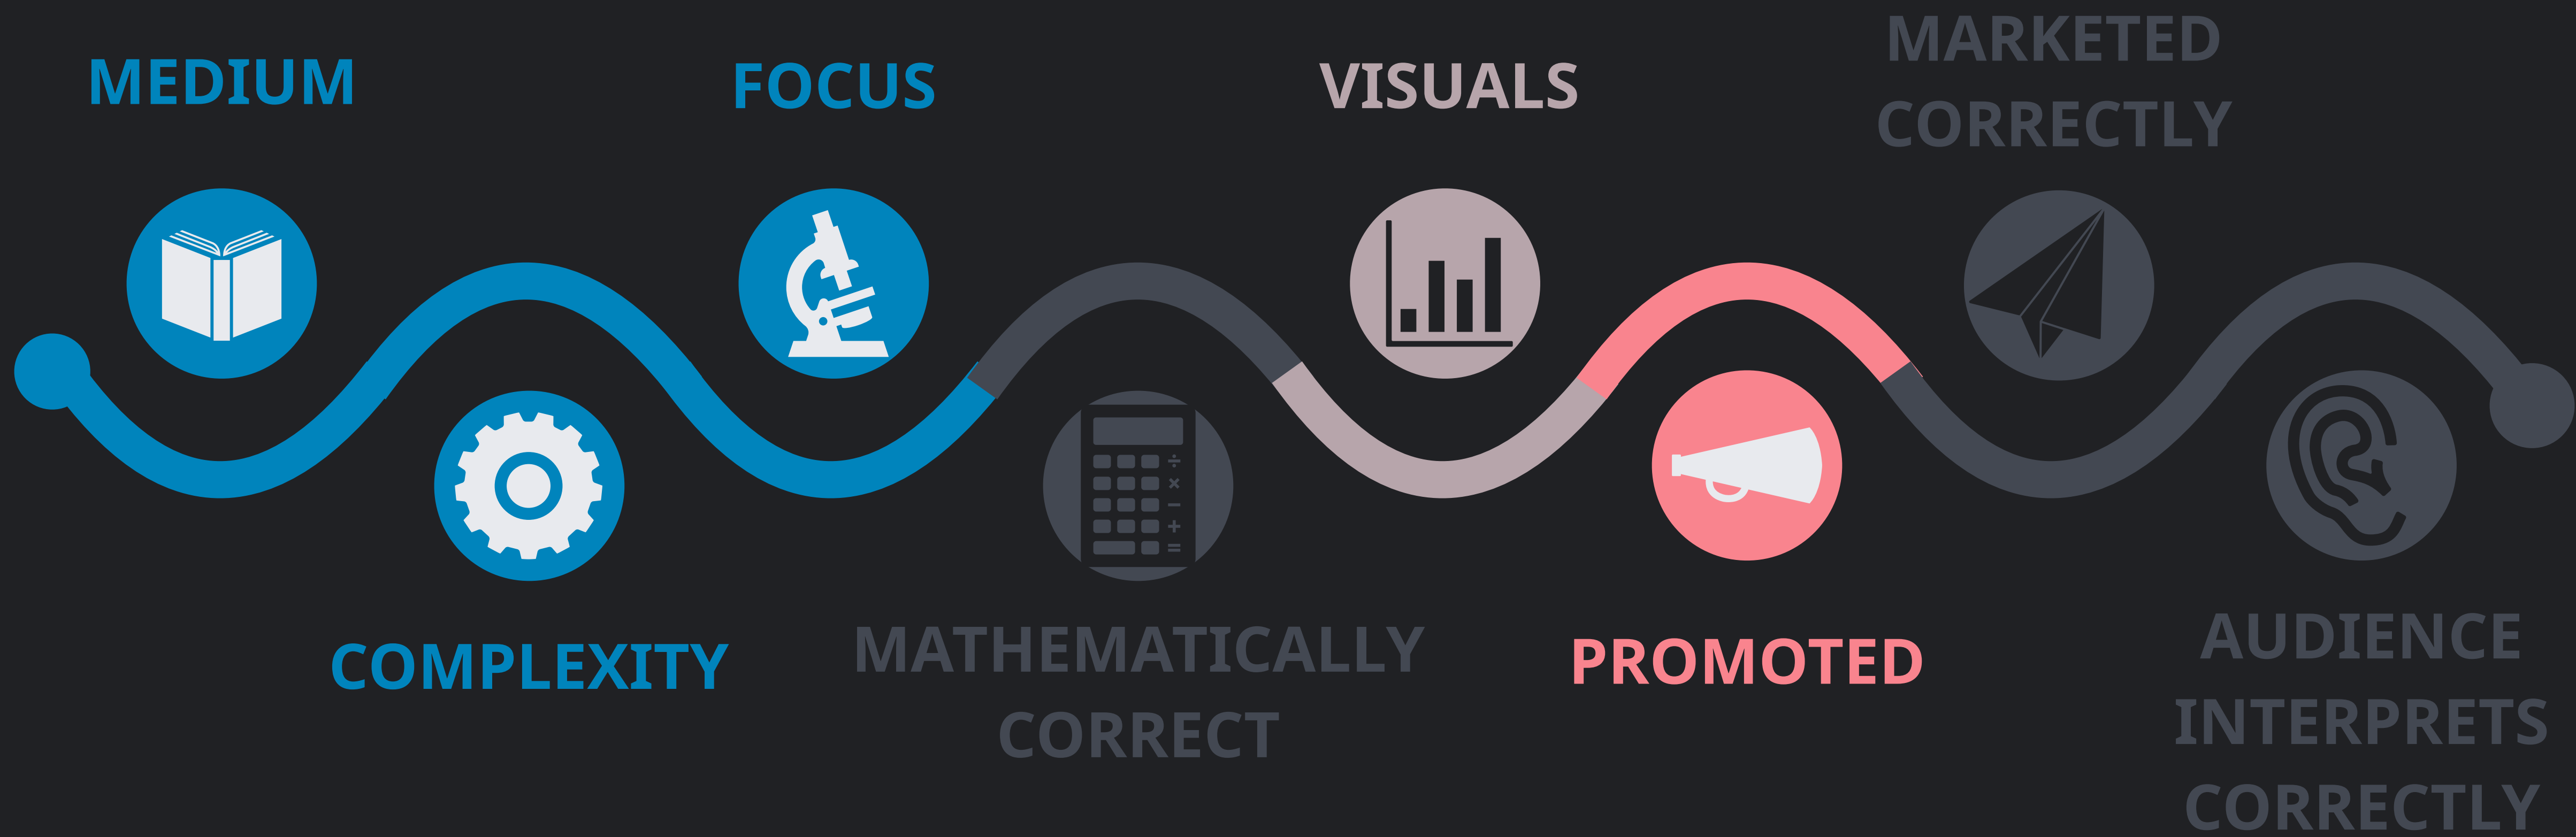 MEDIUM
COMPLEXITY
FOCUS
MATHEMATICALLY
CORRECT
VISUALS
PROMOTED
MARKETED
CORRECTLY
AUDIENCE
INTERPRETS
CORRECTLY